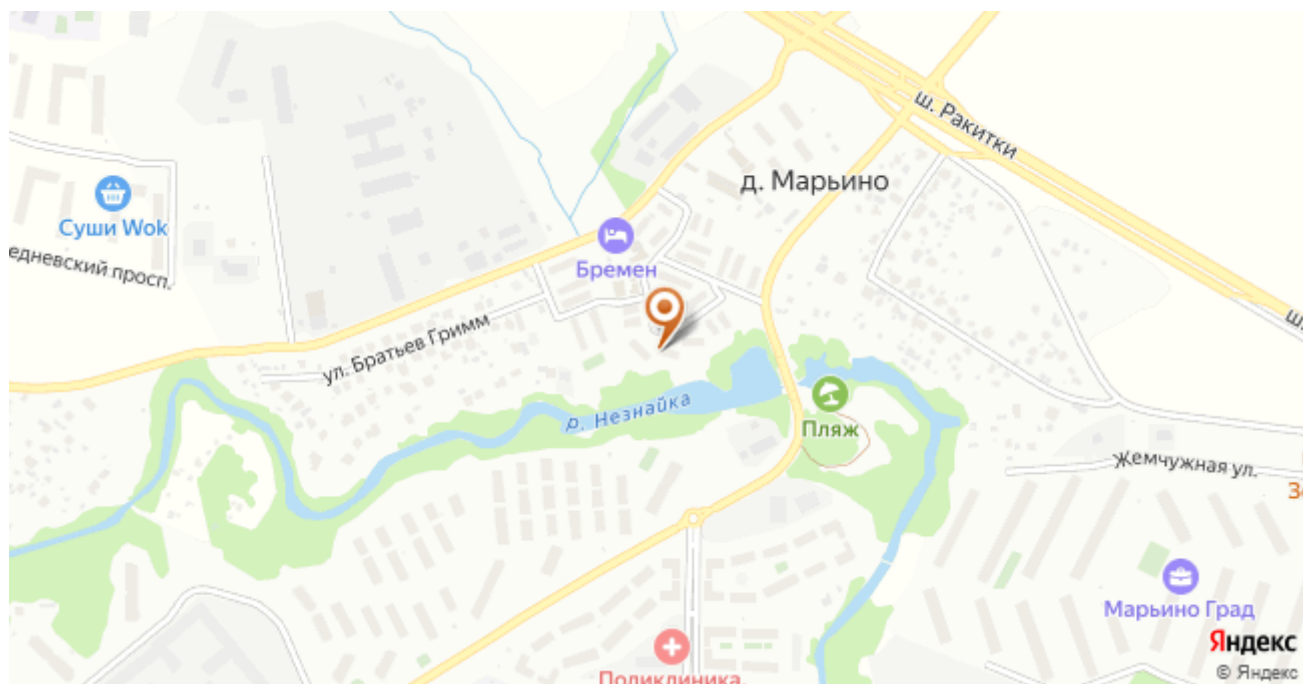 ш. Ракитки
д. Марьино
Суши Wok
едневский просп.
Бремен
ш.
ул. Братьев Гримм
р. Незнайка
Пляж
Жемчужная ул.
Марьино Град
Яндекс
Поликлиника
© Яндекс